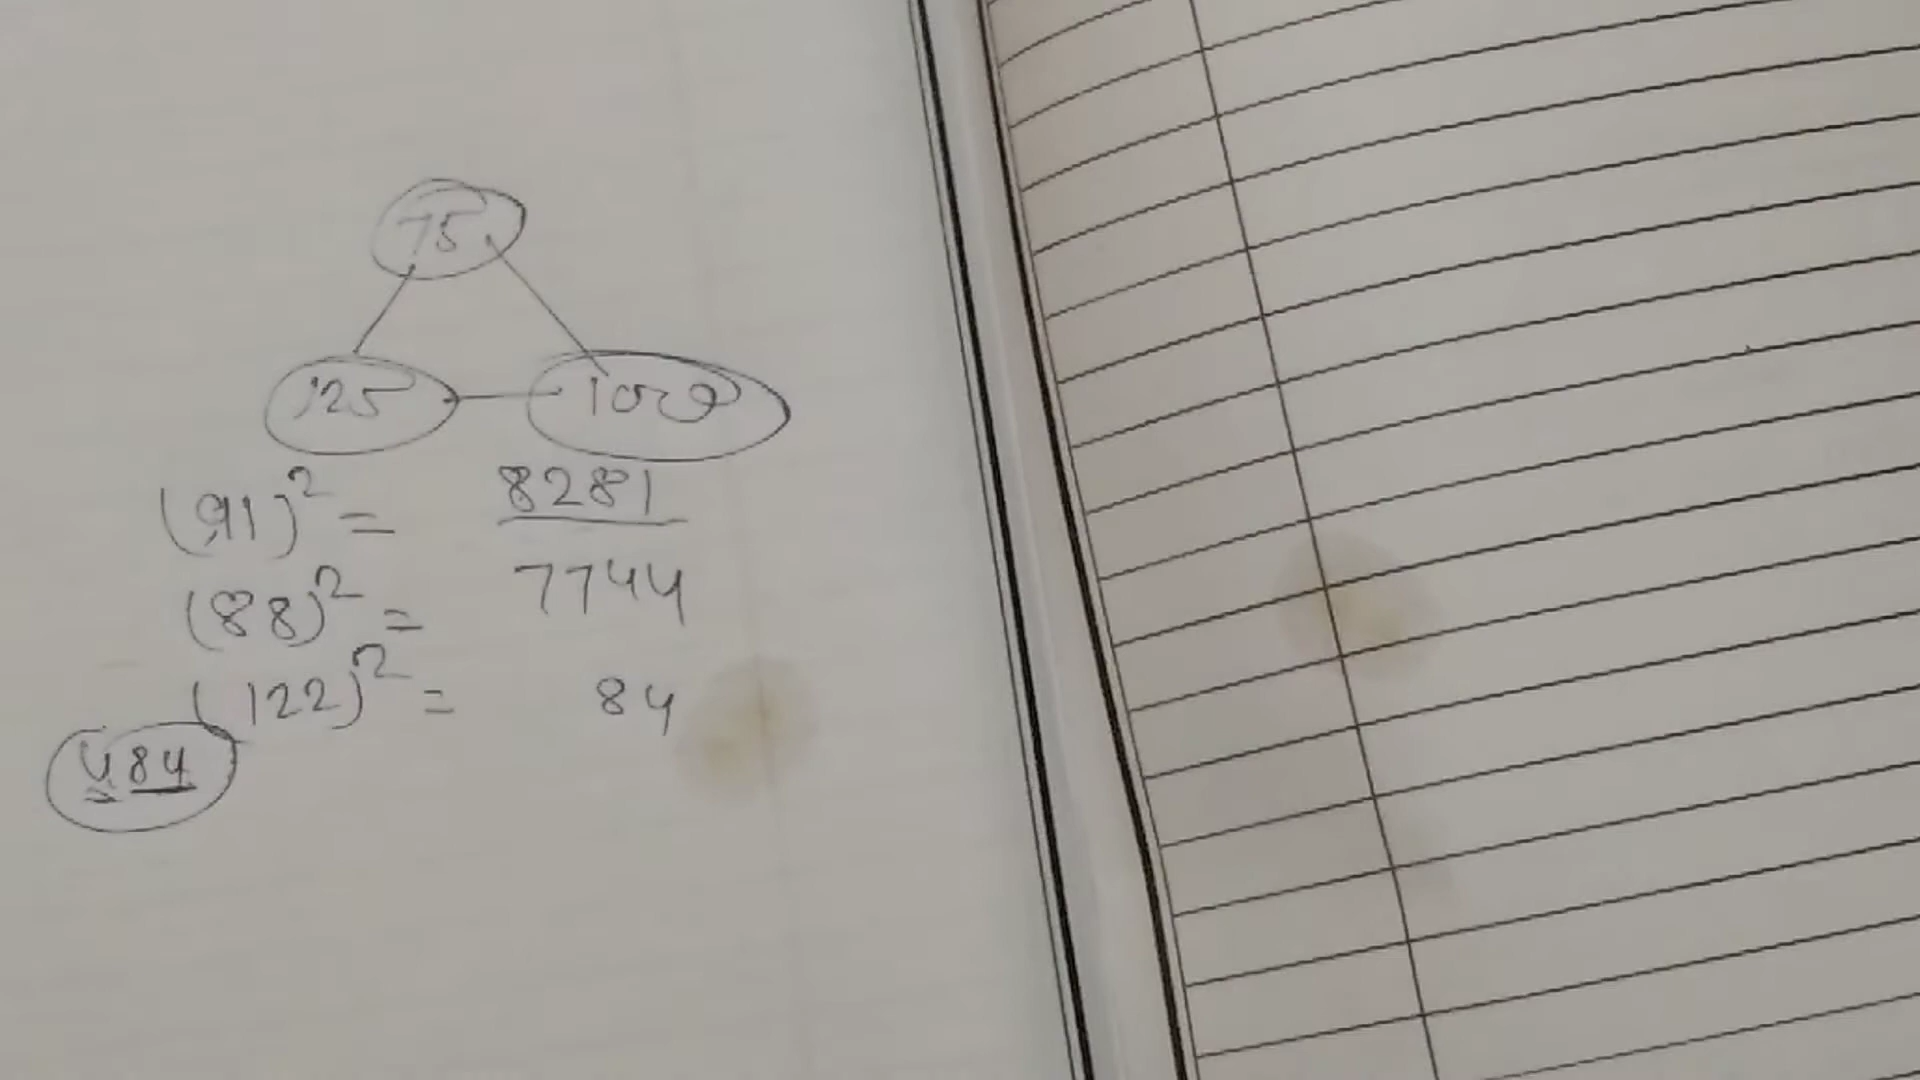 75
125 100
(91)² = 8281
(88)² = 7744
(122)² = 84
484